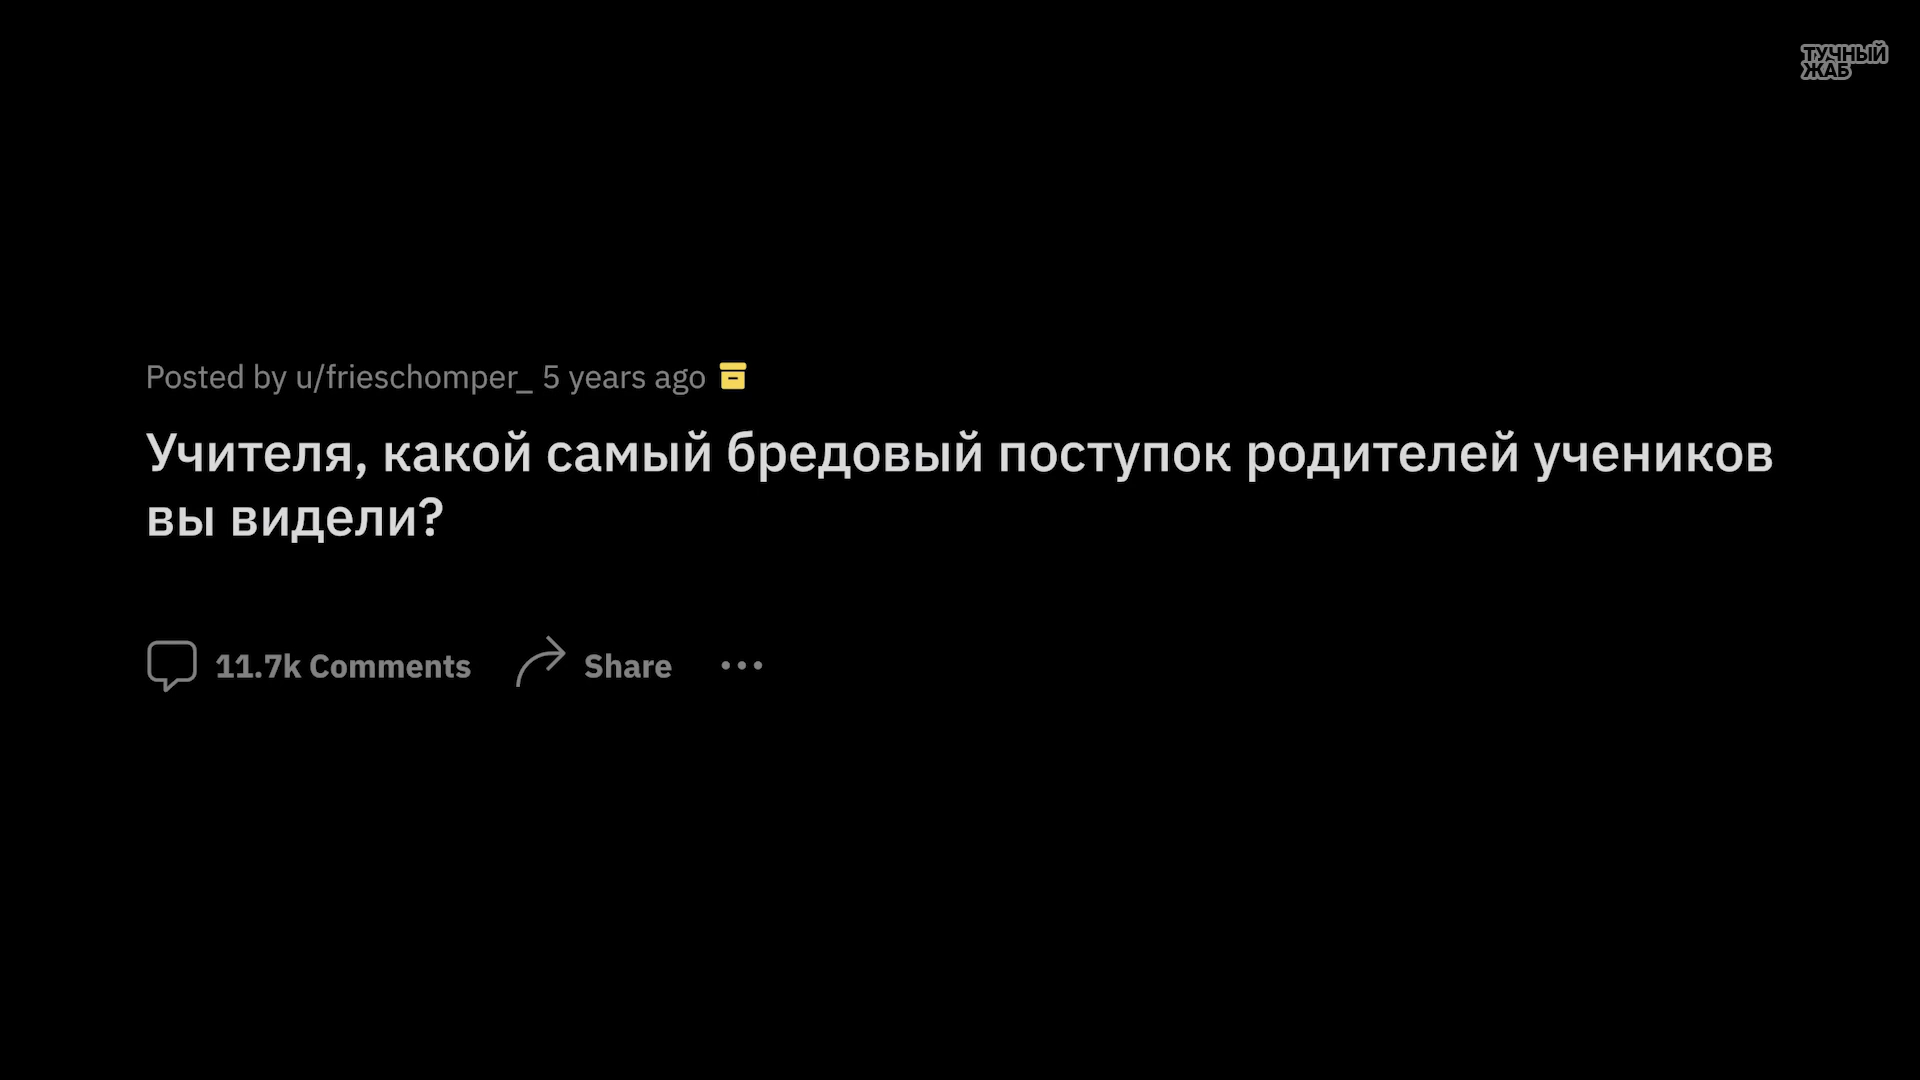 ТУЧНЫЙ
ЖАБ
Posted by u/frieschomper_ 5 years ago
Учителя, какой самый бредовый поступок родителей учеников
вы видели?
11.7k Comments Share